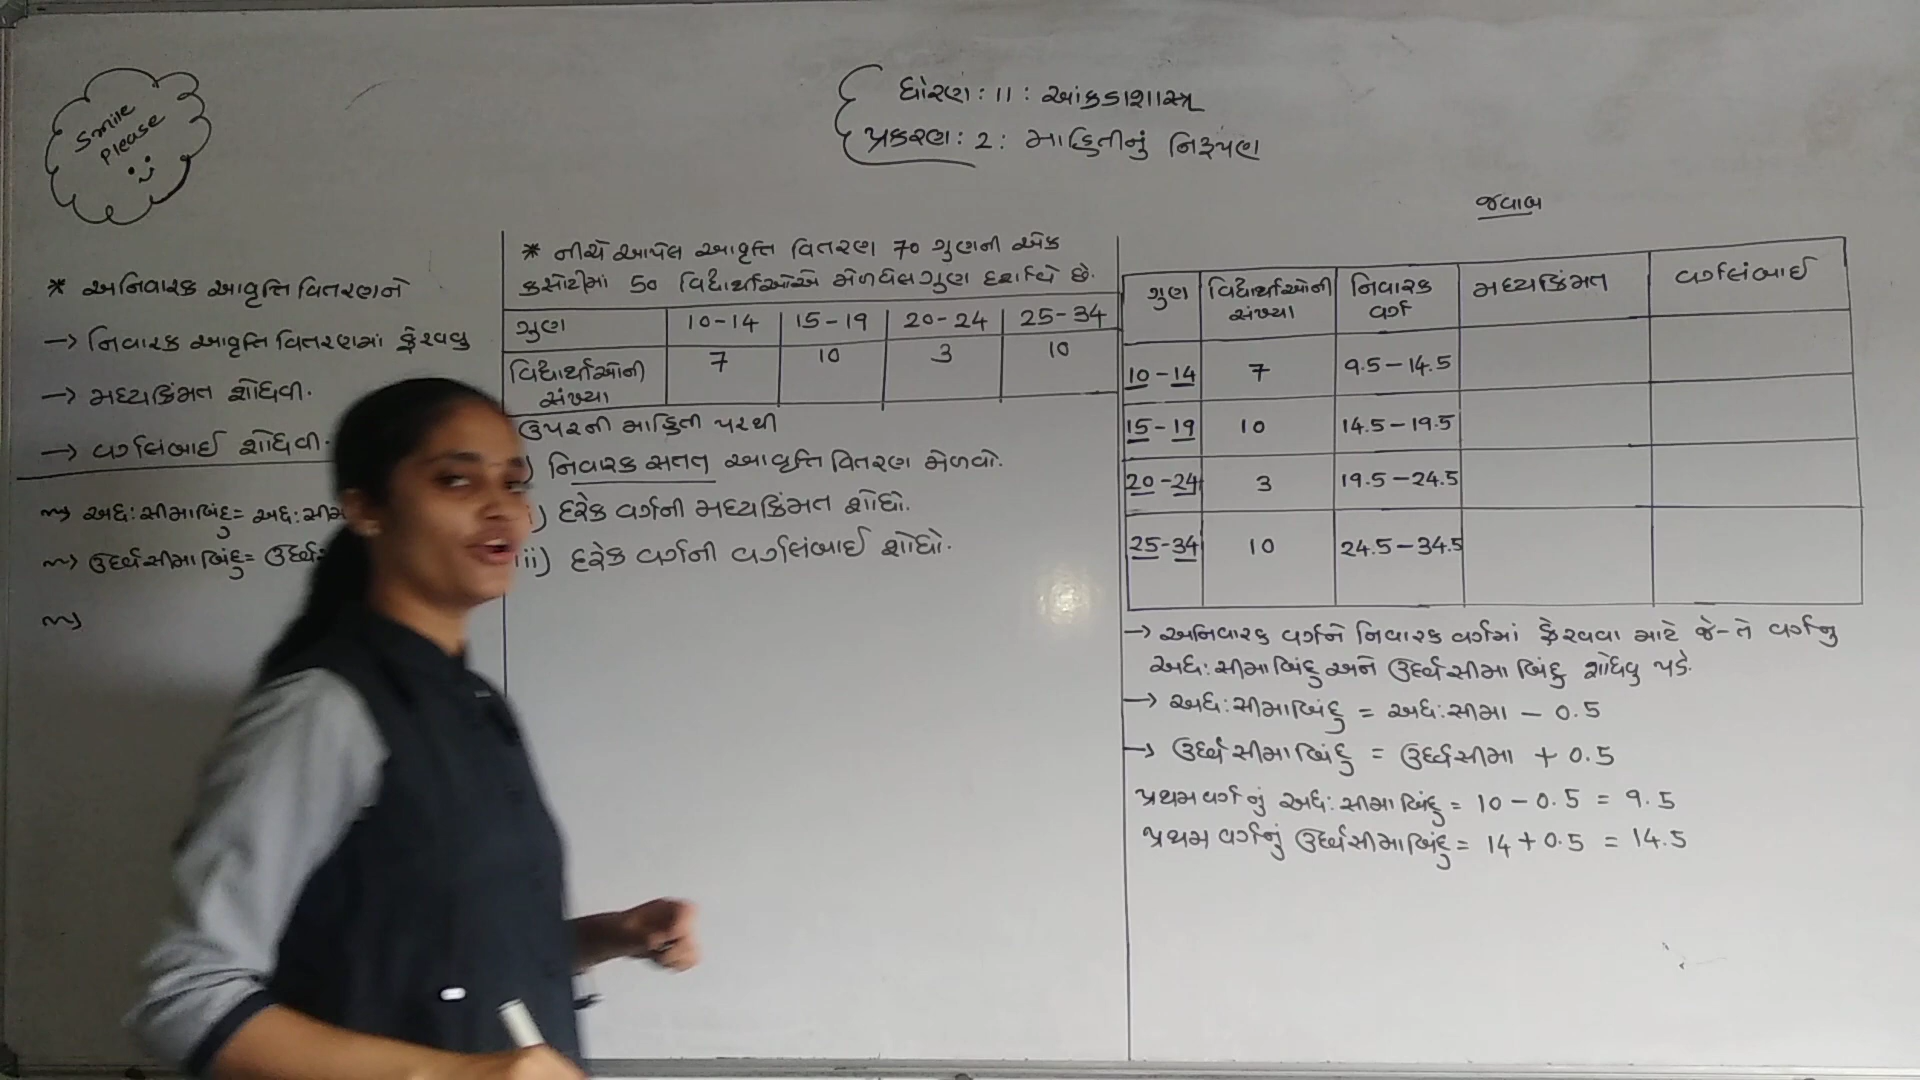 Smile
Please
ધોરણ : 11 : આંકડાશાસ્ત્ર
પ્રકરણ : 2 : માહિતીનું નિરૂપણ
* અનિવારક આવૃત્તિ વિતરણને
→ નિવારક આવૃત્તિ વિતરણમાં ફેરવવુ
→ મધ્યકિંમત શોધવી.
→ વર્ગલંબાઈ શોધવી.
અધ:સીમાબિંદુ = અધ:સીમ
ઉર્ધ્વસીમાબિંદુ = ઉર્ધ્વ
* નીચે આપેલ આવૃત્તિ વિતરણ 70 ગુણની એક
કસોટીમાં 50 વિદ્યાર્થીઓએ મેળવેલ ગુણ દર્શાવે છે.
ગુણ 10-14 15-19 20-24 25-34
વિદ્યાર્થીઓની 7 10 3 10
સંખ્યા
ઉપરની માહિતી પરથી
) નિવારક સતત આવૃત્તિ વિતરણ મેળવો.
i) દરેક વર્ગની મધ્યકિંમત શોધો.
iii) દરેક વર્ગની વર્ગલંબાઈ શોધો.
જવાબ
ગુણ વિદ્યાર્થીઓની નિવારક મધ્યકિંમત વર્ગલંબાઈ
સંખ્યા વર્ગ
10-14 7 9.5-14.5
15-19 10 14.5-19.5
20-24 3 19.5-24.5
25-34 10 24.5-34.5
→ અનિવારક વર્ગને નિવારક વર્ગમાં ફેરવવા માટે જે-તે વર્ગનુ
અધ:સીમાબિંદુ અને ઉર્ધ્વસીમાબિંદુ શોધવુ પડે.
→ અધ:સીમાબિંદુ = અધ:સીમા - 0.5
→ ઉર્ધ્વસીમાબિંદુ = ઉર્ધ્વસીમા + 0.5
પ્રથમ વર્ગનું અધ:સીમાબિંદુ = 10 - 0.5 = 9.5
પ્રથમ વર્ગનું ઉર્ધ્વસીમાબિંદુ = 14 + 0.5 = 14.5